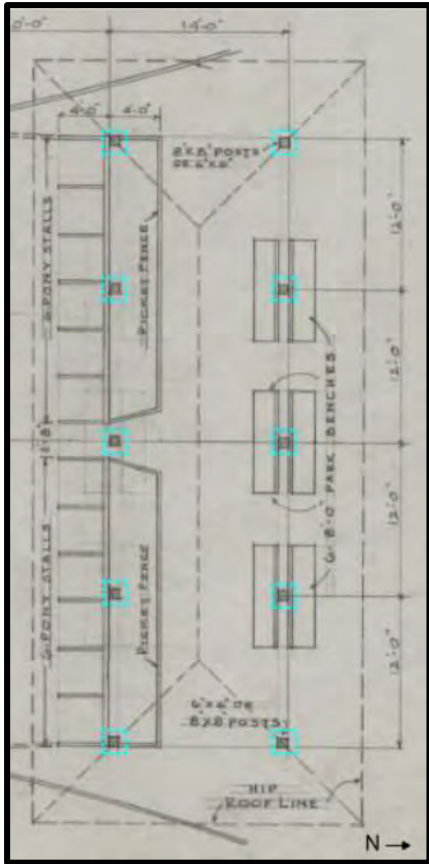 14'-0"
4'-0"
4'-0"
8"X8" POSTS
OR 6"X6"
6 PONY STALLS
PICKET FENCE
12'-0"
12'-0"
6-8'-0" PARK BENCHES
12'-0"
6 PONY STALLS
PICKET FENCE
12'-0"
6"X6" OR
8X8 POSTS
HIP
ROOF LINE
N